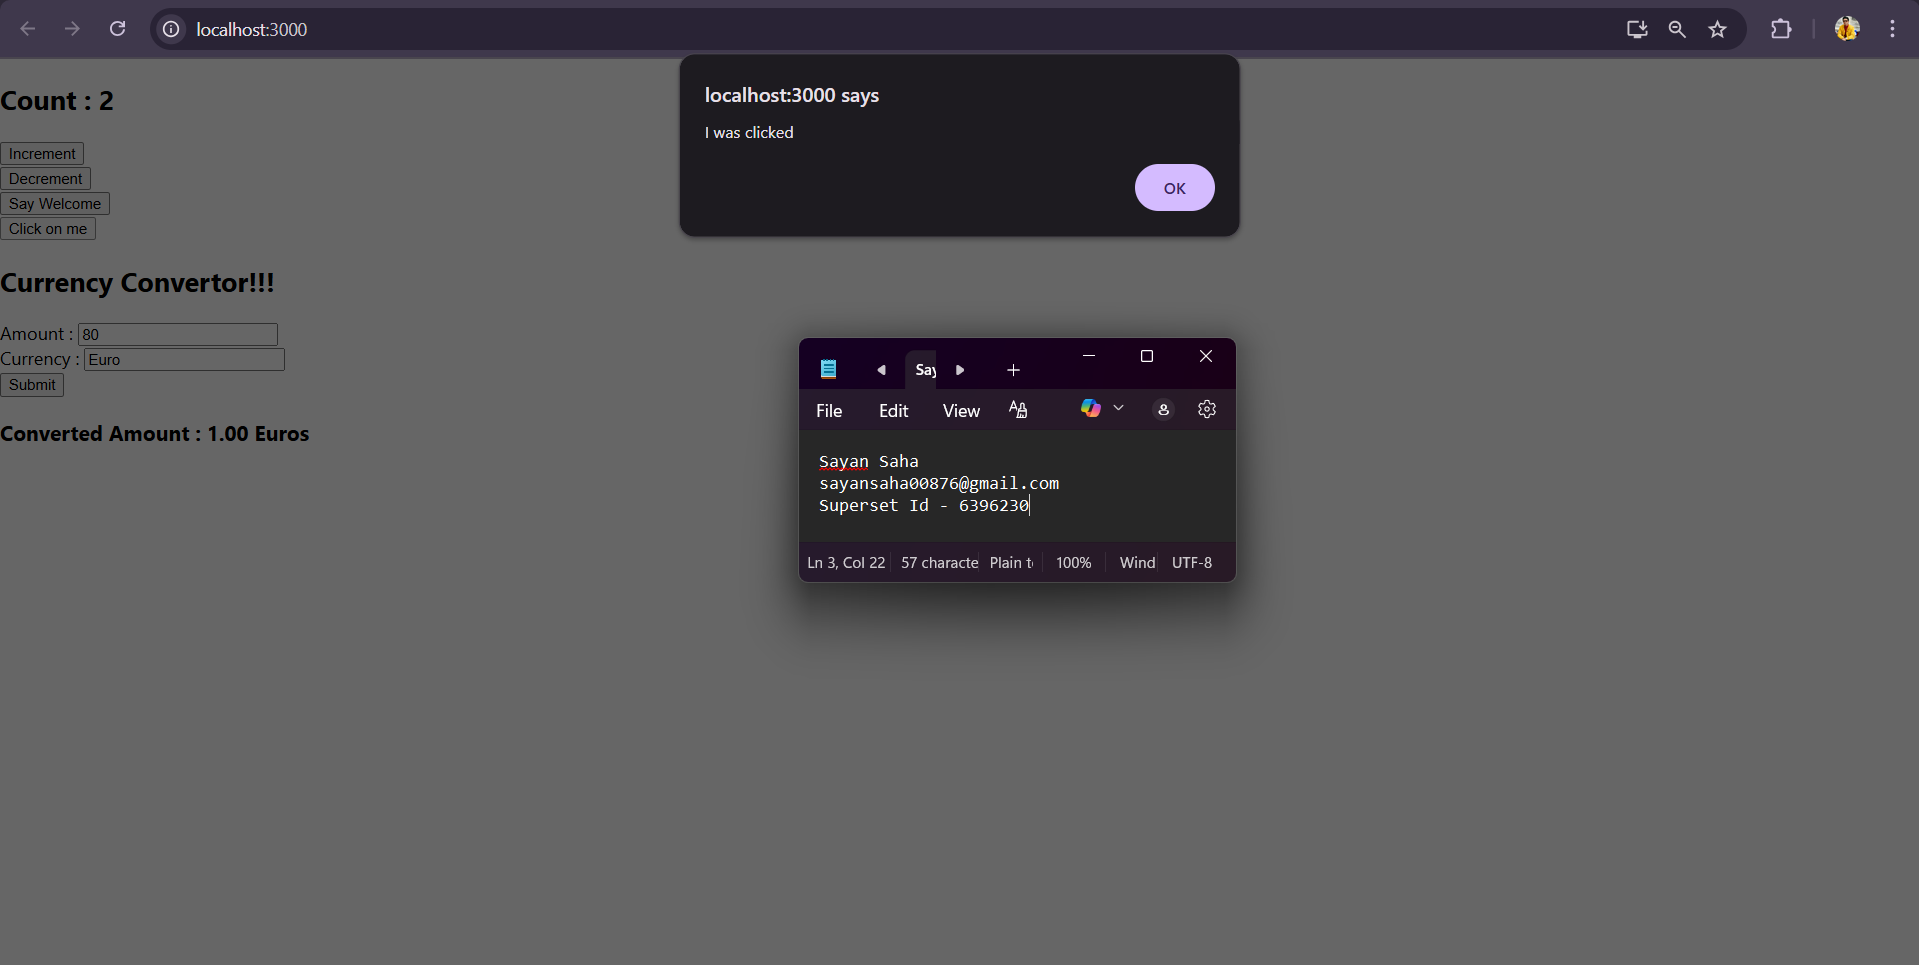 localhost:3000
localhost:3000 says
I was clicked
OK
Count : 2
Increment
Decrement
Say Welcome
Click on me
Currency Convertor!!!
Amount : 80
Currency : Euro
Submit
Converted Amount : 1.00 Euros
Say
File Edit View
Sayan Saha
sayansaha00876@gmail.com
Superset Id - 6396230
Ln 3, Col 22 57 characte Plain t 100% Wind UTF-8